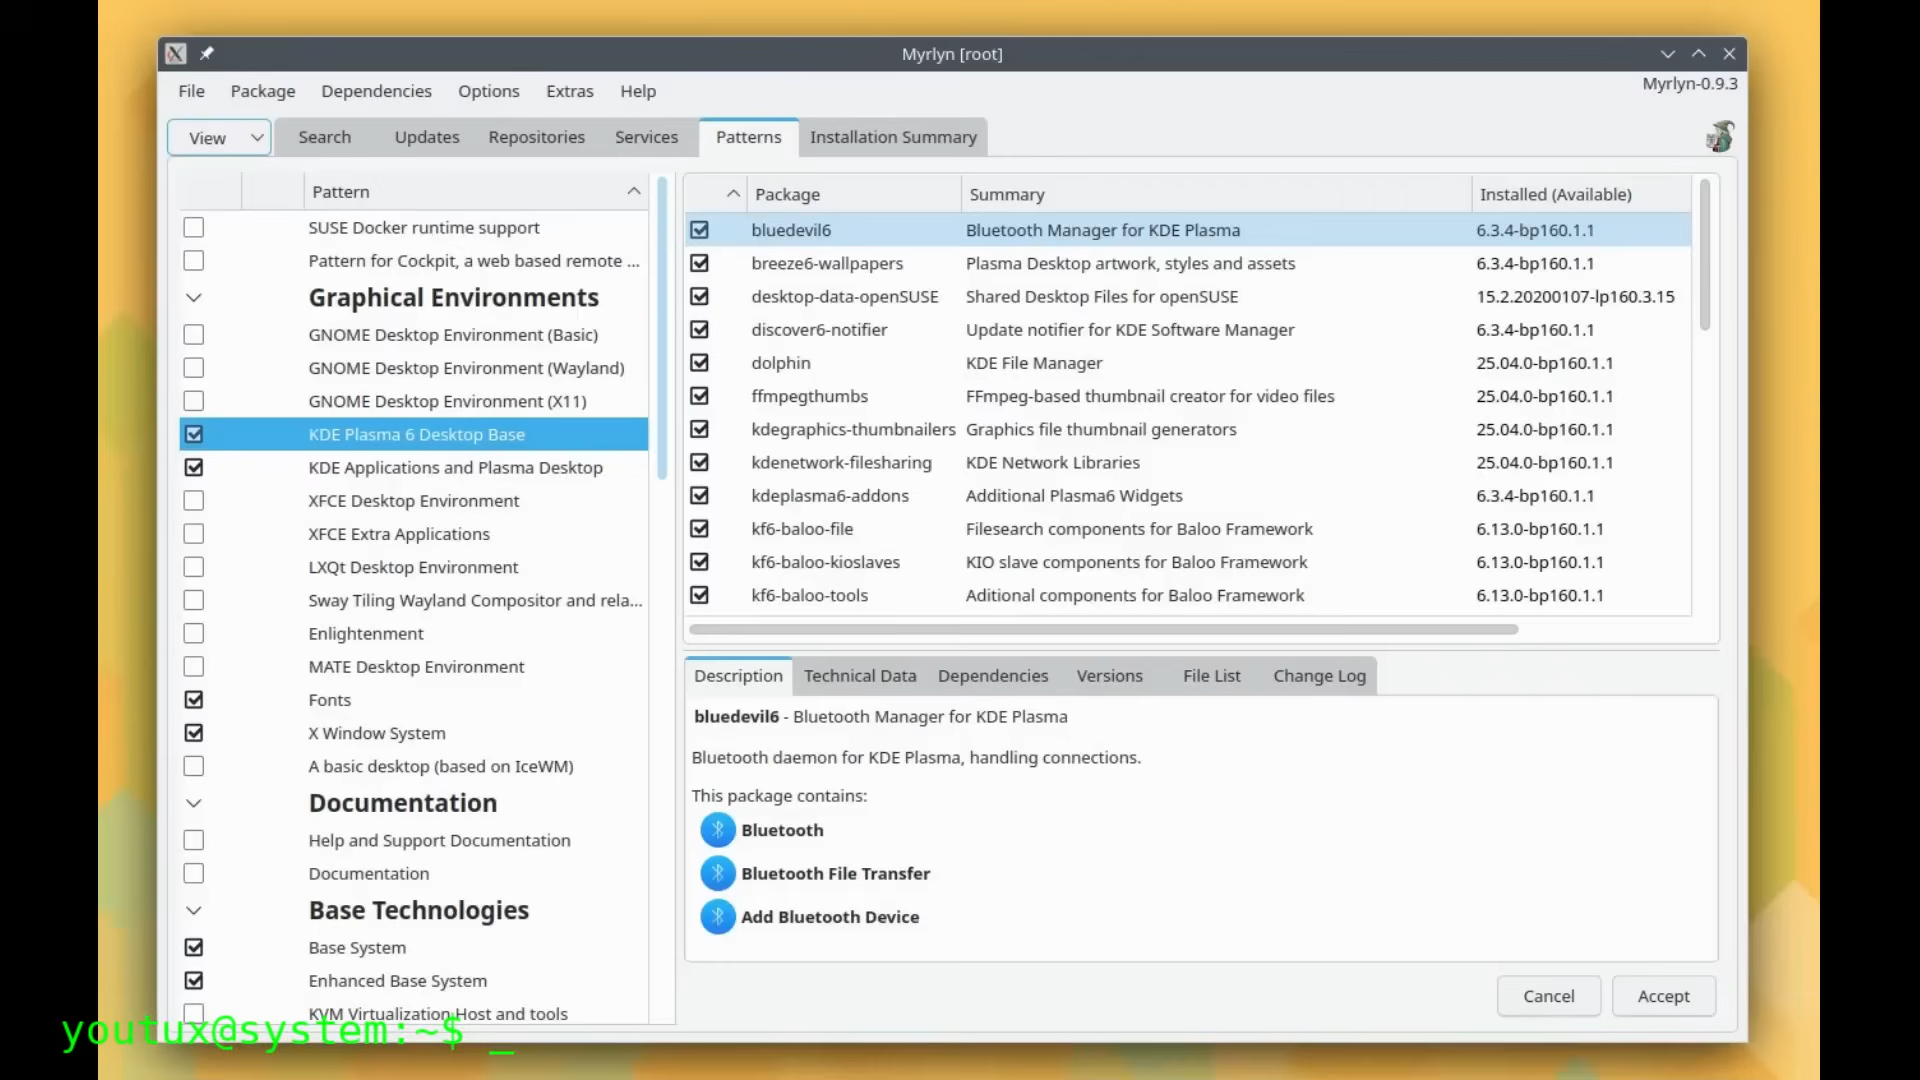 Myrlyn [root]
File Package Dependencies Options Extras Help
Myrlyn-0.9.3
View Search Updates Repositories Services Patterns Installation Summary
Pattern
SUSE Docker runtime support
Pattern for Cockpit, a web based remote ...
Graphical Environments
GNOME Desktop Environment (Basic)
GNOME Desktop Environment (Wayland)
GNOME Desktop Environment (X11)
KDE Plasma 6 Desktop Base
KDE Applications and Plasma Desktop
XFCE Desktop Environment
XFCE Extra Applications
LXQt Desktop Environment
Sway Tiling Wayland Compositor and rela...
Enlightenment
MATE Desktop Environment
Fonts
X Window System
A basic desktop (based on IceWM)
Documentation
Help and Support Documentation
Documentation
Base Technologies
Base System
Enhanced Base System
KVM Virtualization Host and tools
Package Summary Installed (Available)
bluedevil6 Bluetooth Manager for KDE Plasma 6.3.4-bp160.1.1
breeze6-wallpapers Plasma Desktop artwork, styles and assets 6.3.4-bp160.1.1
desktop-data-openSUSE Shared Desktop Files for openSUSE 15.2.20200107-lp160.3.15
discover6-notifier Update notifier for KDE Software Manager 6.3.4-bp160.1.1
dolphin KDE File Manager 25.04.0-bp160.1.1
ffmpegthumbs FFmpeg-based thumbnail creator for video files 25.04.0-bp160.1.1
kdegraphics-thumbnailers Graphics file thumbnail generators 25.04.0-bp160.1.1
kdenetwork-filesharing KDE Network Libraries 25.04.0-bp160.1.1
kdeplasma6-addons Additional Plasma6 Widgets 6.3.4-bp160.1.1
kf6-baloo-file Filesearch components for Baloo Framework 6.13.0-bp160.1.1
kf6-baloo-kioslaves KIO slave components for Baloo Framework 6.13.0-bp160.1.1
kf6-baloo-tools Aditional components for Baloo Framework 6.13.0-bp160.1.1
Description Technical Data Dependencies Versions File List Change Log
bluedevil6 - Bluetooth Manager for KDE Plasma
Bluetooth daemon for KDE Plasma, handling connections.
This package contains:
Bluetooth
Bluetooth File Transfer
Add Bluetooth Device
Cancel Accept
youtux@system:~$ _